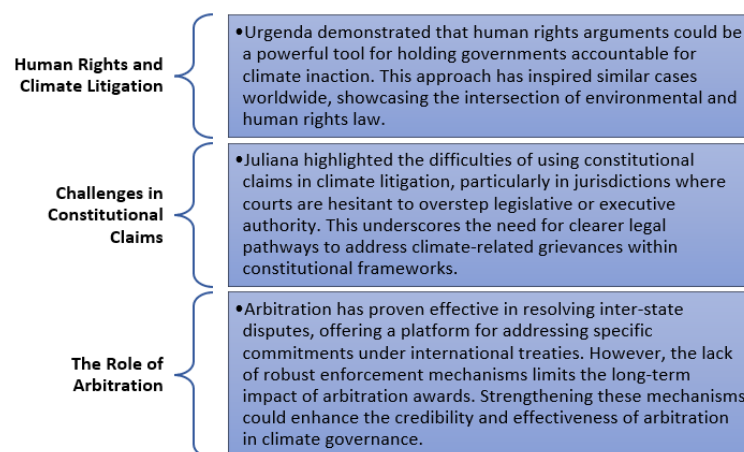 Human Rights and
Climate Litigation
•Urgenda demonstrated that human rights arguments could be
a powerful tool for holding governments accountable for
climate inaction. This approach has inspired similar cases
worldwide, showcasing the intersection of environmental and
human rights law.
Challenges in
Constitutional
Claims
•Juliana highlighted the difficulties of using constitutional
claims in climate litigation, particularly in jurisdictions where
courts are hesitant to overstep legislative or executive
authority. This underscores the need for clearer legal
pathways to address climate-related grievances within
constitutional frameworks.
The Role of
Arbitration
•Arbitration has proven effective in resolving inter-state
disputes, offering a platform for addressing specific
commitments under international treaties. However, the lack
of robust enforcement mechanisms limits the long-term
impact of arbitration awards. Strengthening these mechanisms
could enhance the credibility and effectiveness of arbitration
in climate governance.